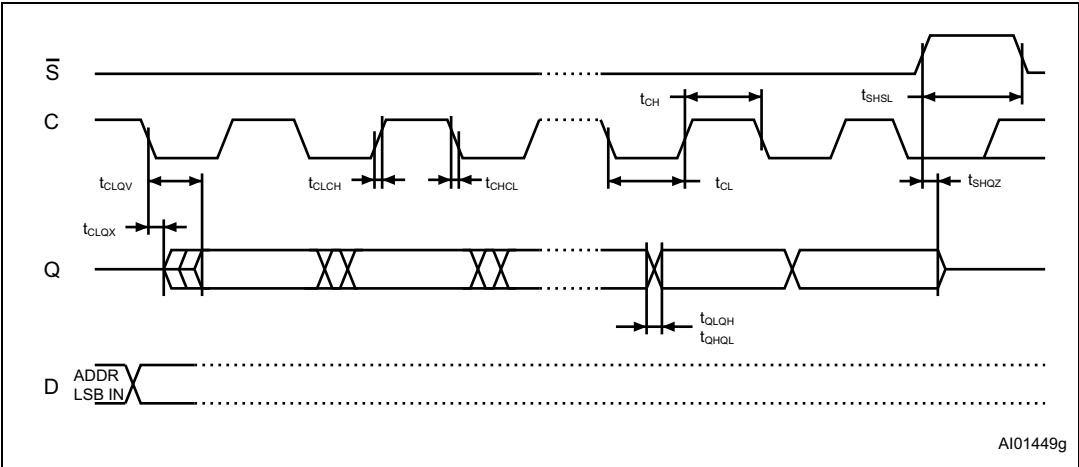 S̅
tCH
tSHSL
C
tCLQV
tCLCH
tCHCL
tCL
tSHQZ
tCLQX
Q
tQLQH
tQHQL
D
ADDR
LSB IN
AI01449g